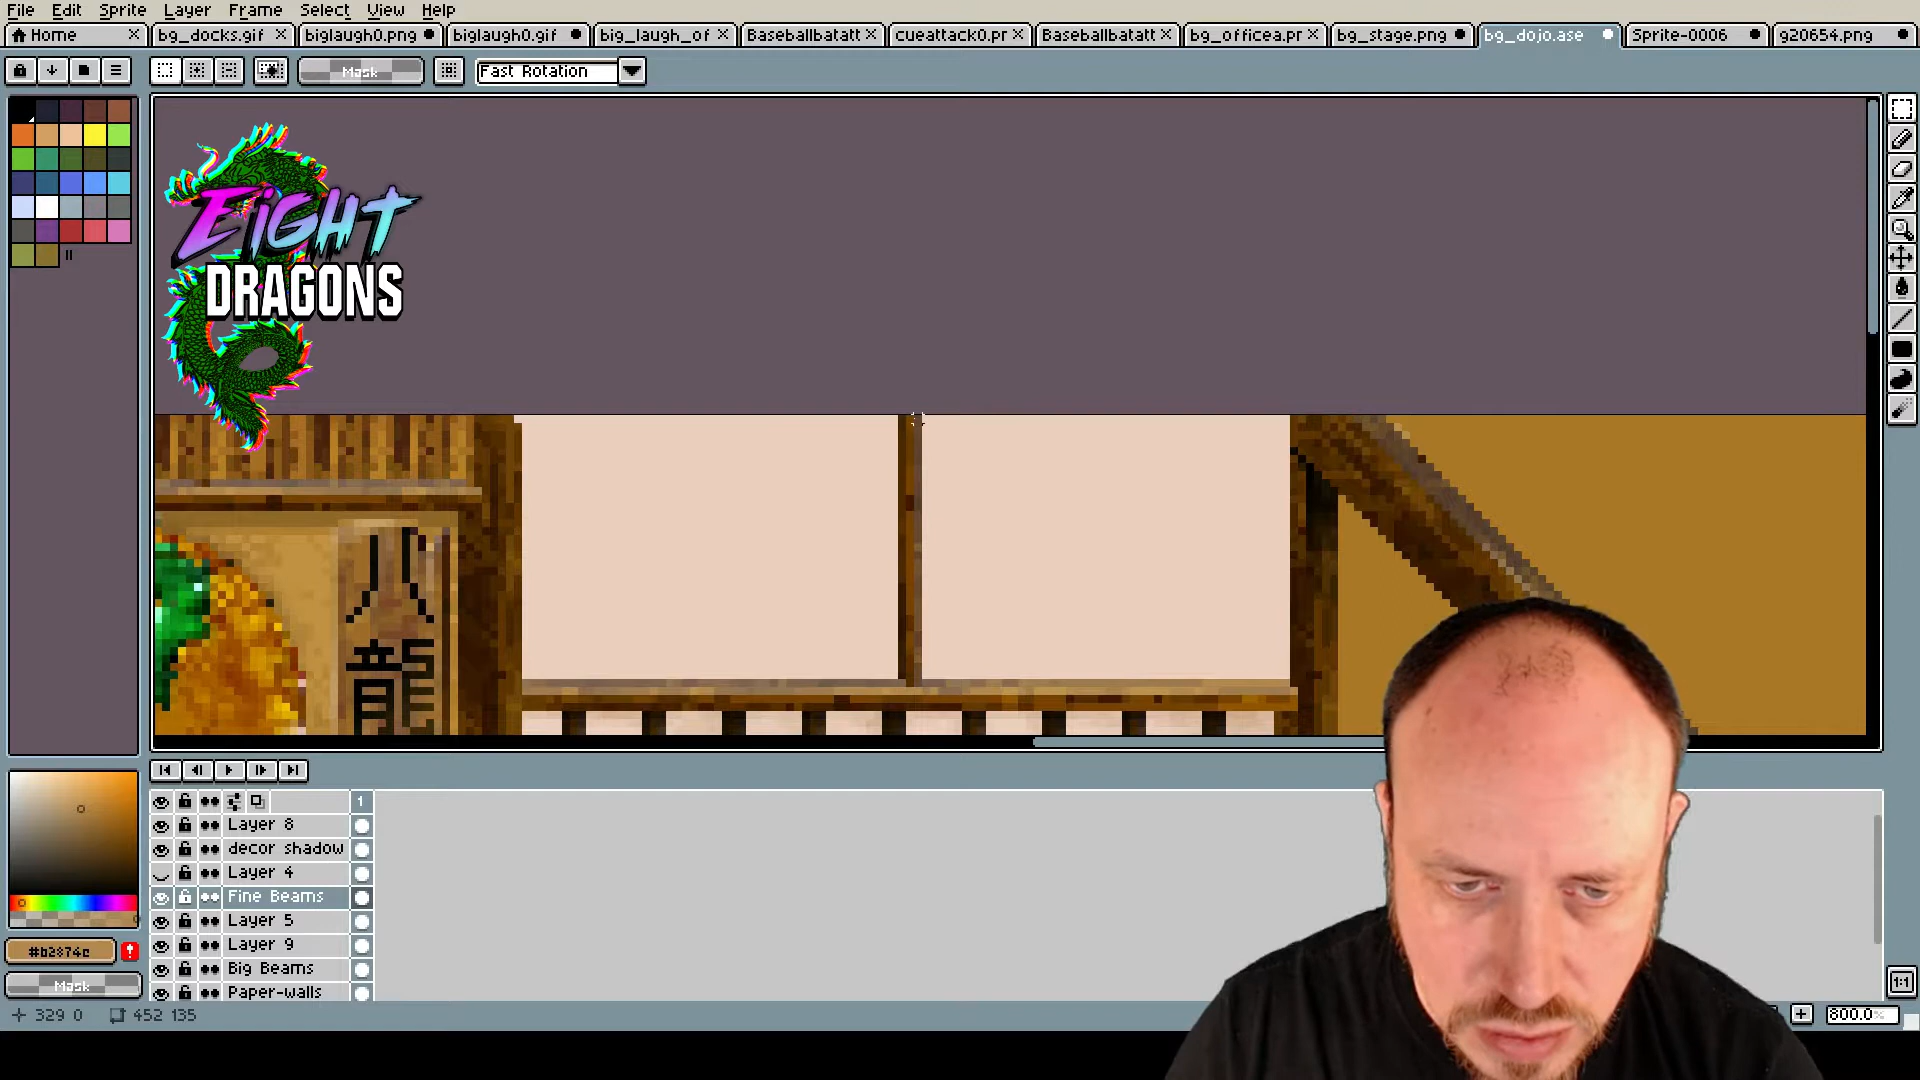 File Edit Sprite Layer Frame Select View Help
Home bg_docks.gif biglaugh0.png biglaugh0.gif big_laugh_of Baseballbatatt cueattack0.pr Baseballbatatt bg_officea.pr bg_stage.png bg_dojo.ase Sprite-0006 g20654.png
Mask Fast Rotation
EIGHT
DRAGONS
八
龍
1
Layer 8
decor shadow
Layer 4
Fine Beams
Layer 5
Layer 9
Big Beams
Paper-walls
#b2874c
Mask
329 0 452 135
1:1
800.0%